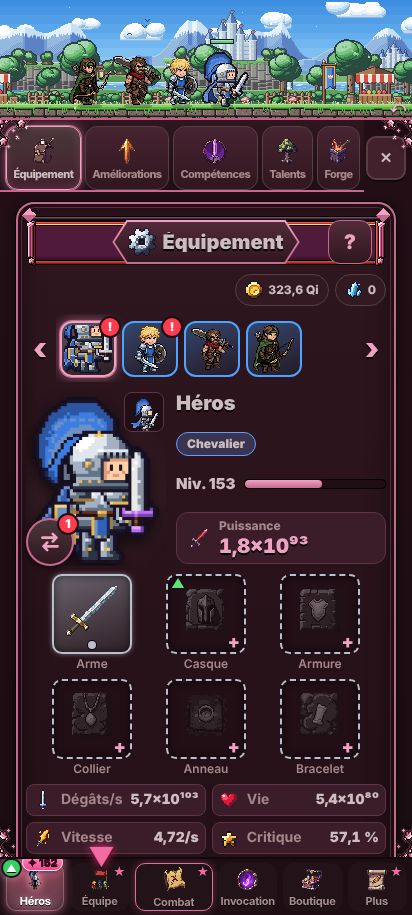 Équipement
Améliorations
Compétences
Talents
Forge
×
Équipement
?
323,6 Qi
0
!
!
Héros
Chevalier
Niv. 153
1
Puissance
1,8×10⁹³
Arme
Casque
Armure
Collier
Anneau
Bracelet
Dégâts/s 5,7×10¹⁰³
Vie 5,4×10⁸⁰
Vitesse 4,72/s
Critique 57,1 %
Héros
Équipe
Combat
Invocation
Boutique
Plus